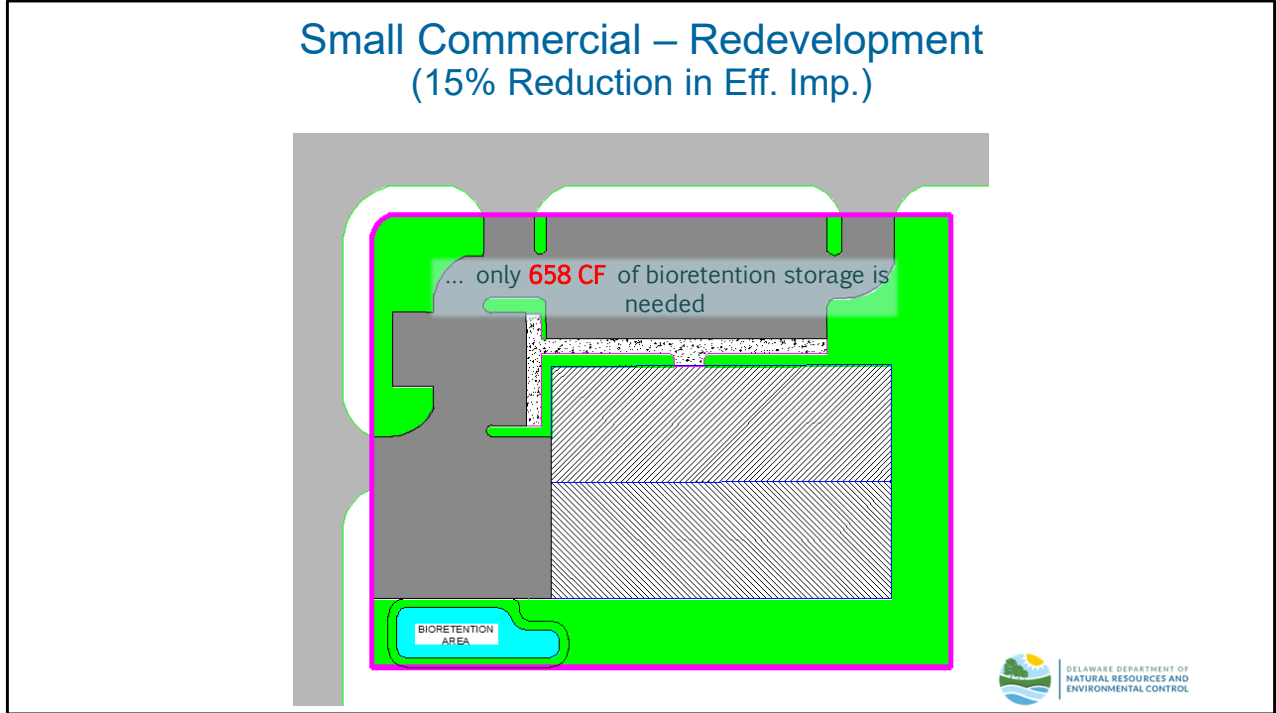 Small Commercial – Redevelopment
(15% Reduction in Eff. Imp.)
... only 658 CF of bioretention storage is
needed
BIORETENTION
AREA
DELAWARE DEPARTMENT OF
NATURAL RESOURCES AND
ENVIRONMENTAL CONTROL